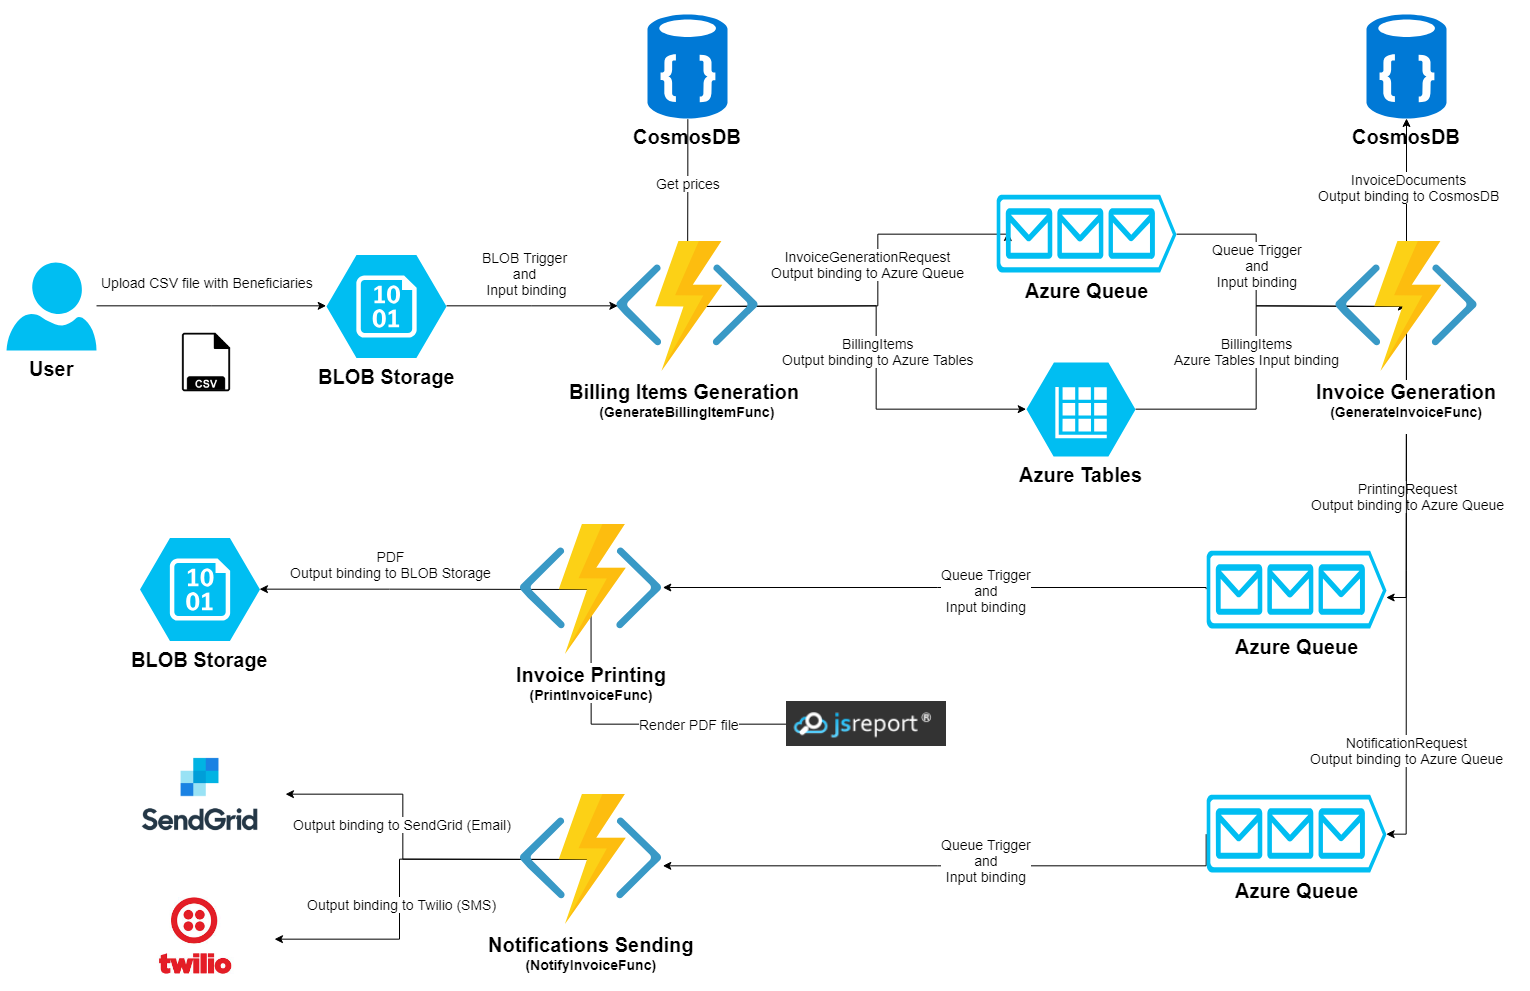 CosmosDB
CosmosDB
Get prices
InvoiceDocuments
Output binding to CosmosDB
Upload CSV file with Beneficiaries
10
01
BLOB Trigger
and
Input binding
InvoiceGenerationRequest
Output binding to Azure Queue
Azure Queue
Queue Trigger
and
Input binding
User
CSV
BLOB Storage
Billing Items Generation
(GenerateBillingItemFunc)
BillingItems
Output binding to Azure Tables
BillingItems
Azure Tables Input binding
Invoice Generation
(GenerateInvoiceFunc)
Azure Tables
PrintingRequest
Output binding to Azure Queue
10
01
PDF
Output binding to BLOB Storage
Queue Trigger
and
Input binding
BLOB Storage
Invoice Printing
(PrintInvoiceFunc)
Azure Queue
Render PDF file
jsreport®
NotificationRequest
Output binding to Azure Queue
SendGrid
Output binding to SendGrid (Email)
Queue Trigger
and
Input binding
Azure Queue
Output binding to Twilio (SMS)
twilio
Notifications Sending
(NotifyInvoiceFunc)